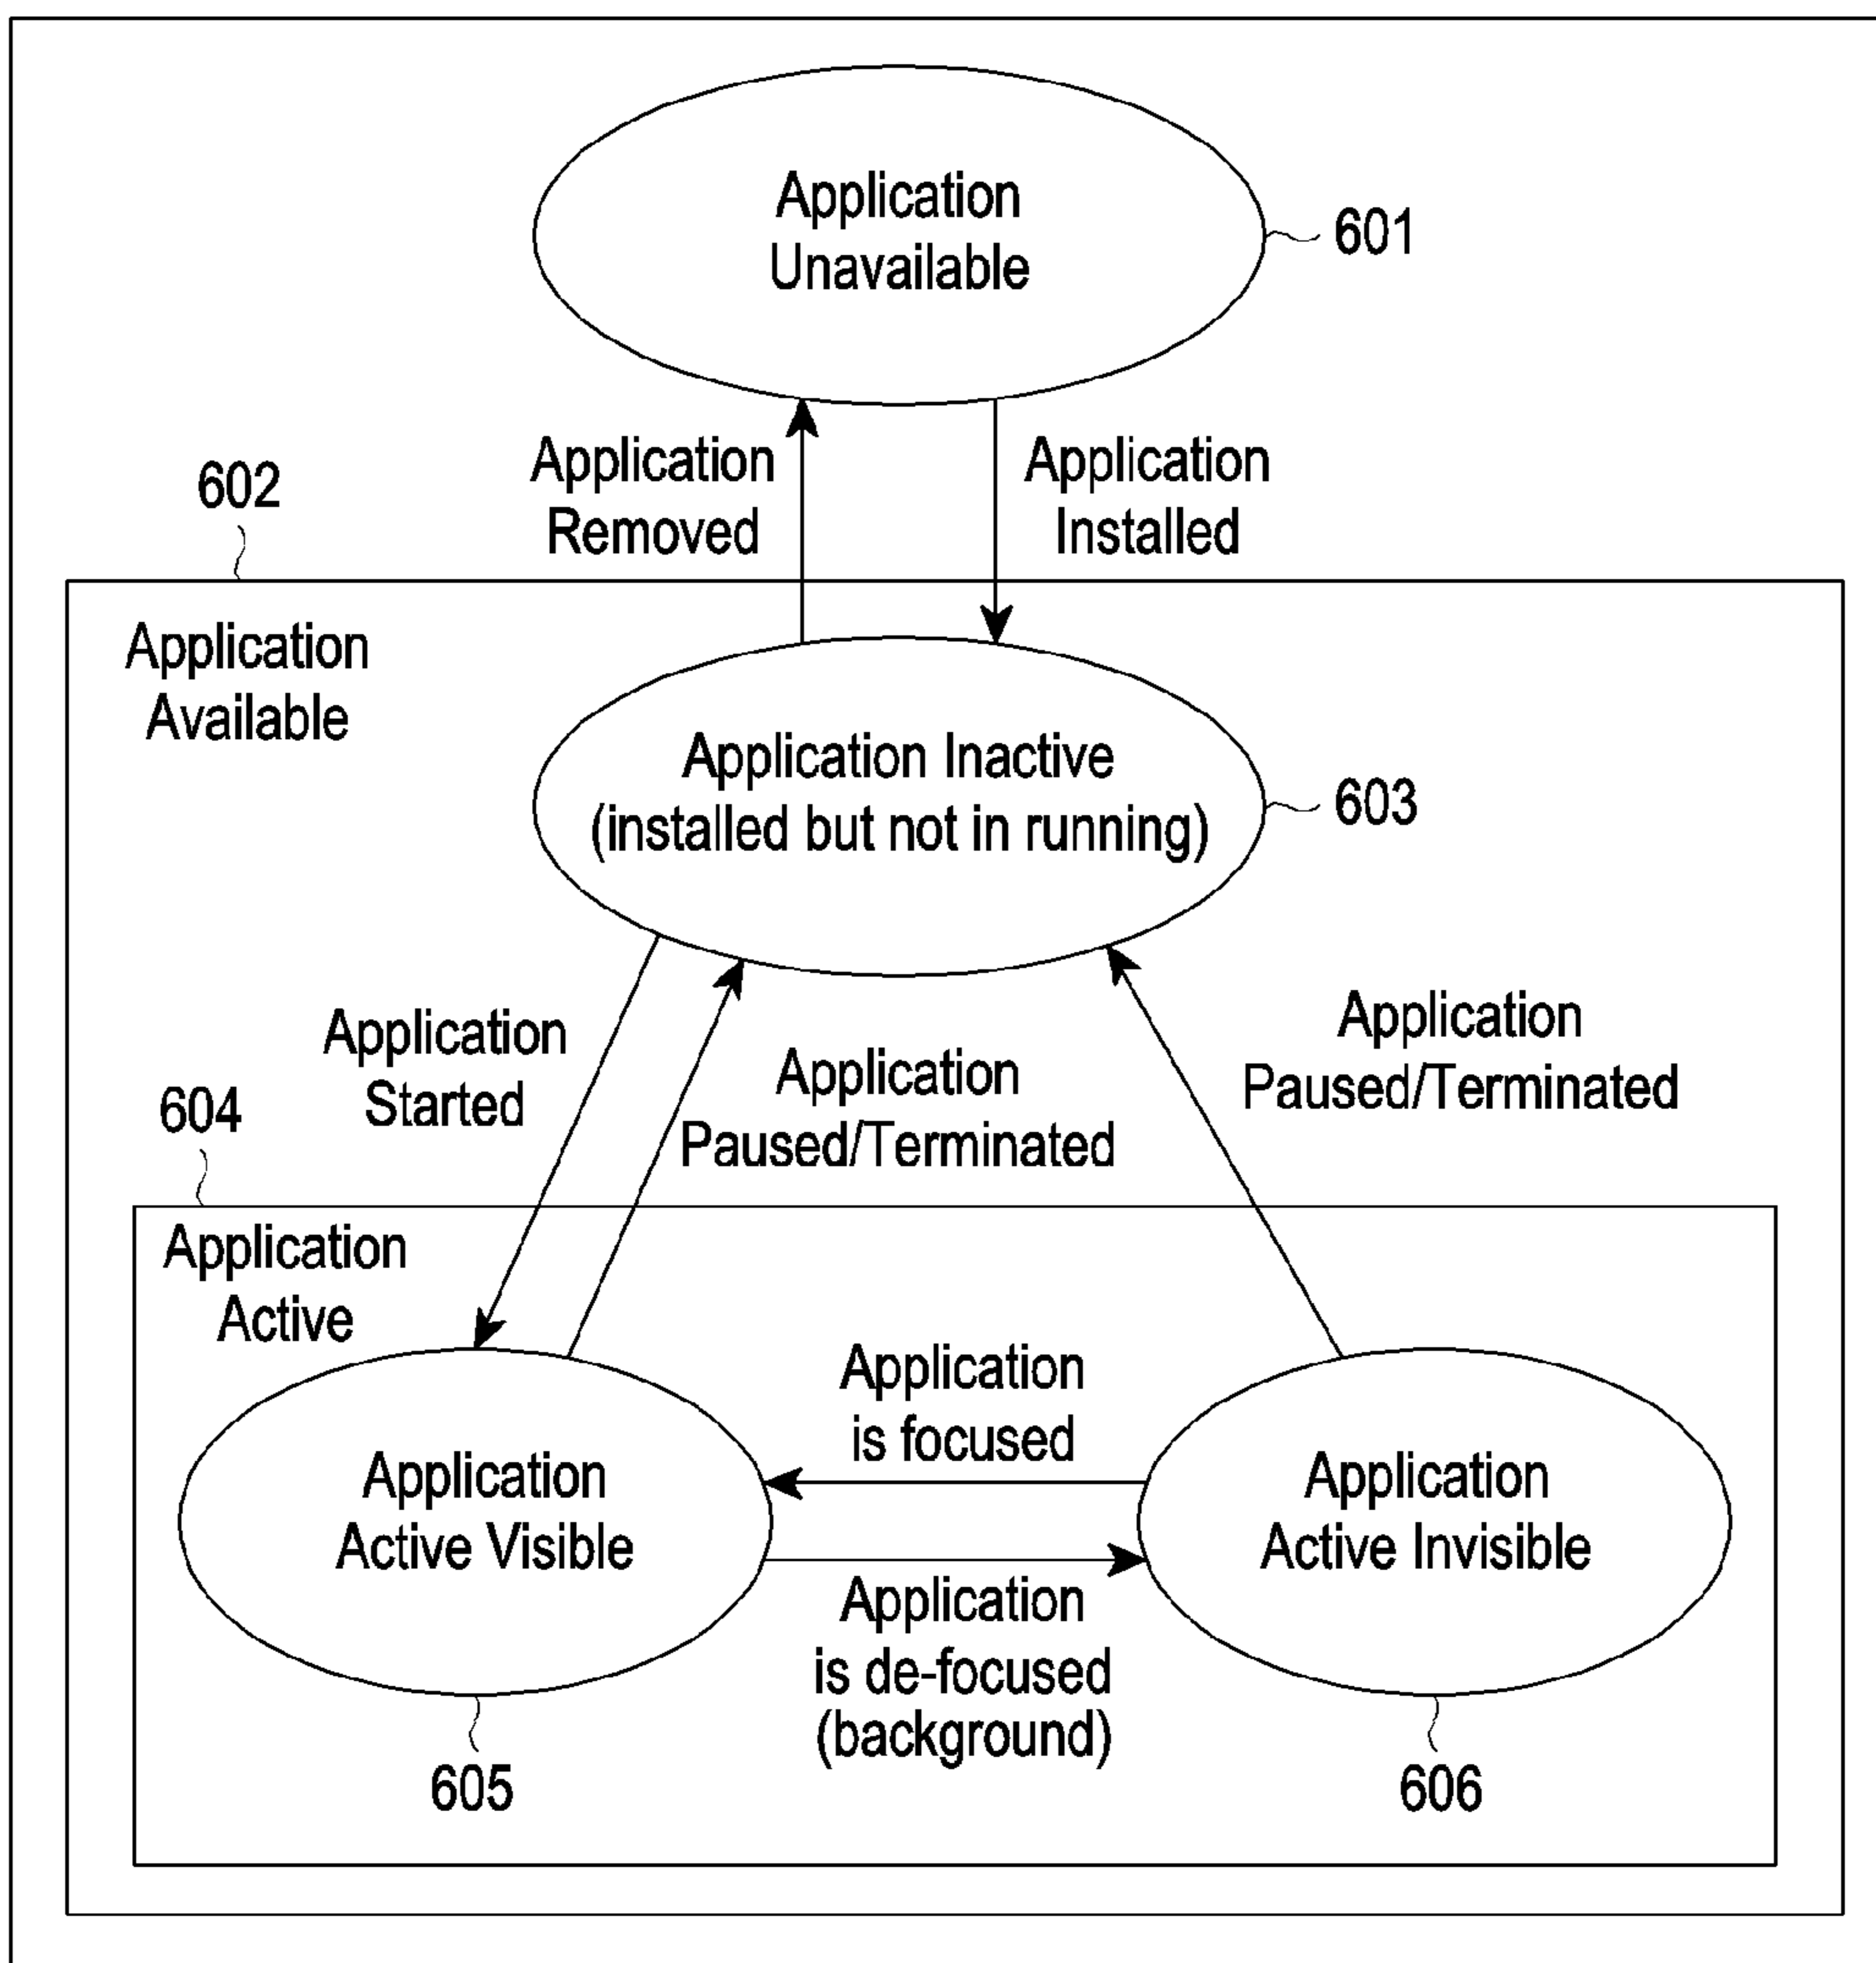 Application
Unavailable
601
Application
Removed
Application
Installed
602
Application
Available
Application Inactive
(installed but not in running)
603
Application
Started
Application
Paused/Terminated
Application
Paused/Terminated
604
Application
Active
Application
is focused
Application
Active Visible
Application
Active Invisible
Application
is de-focused
(background)
605
606